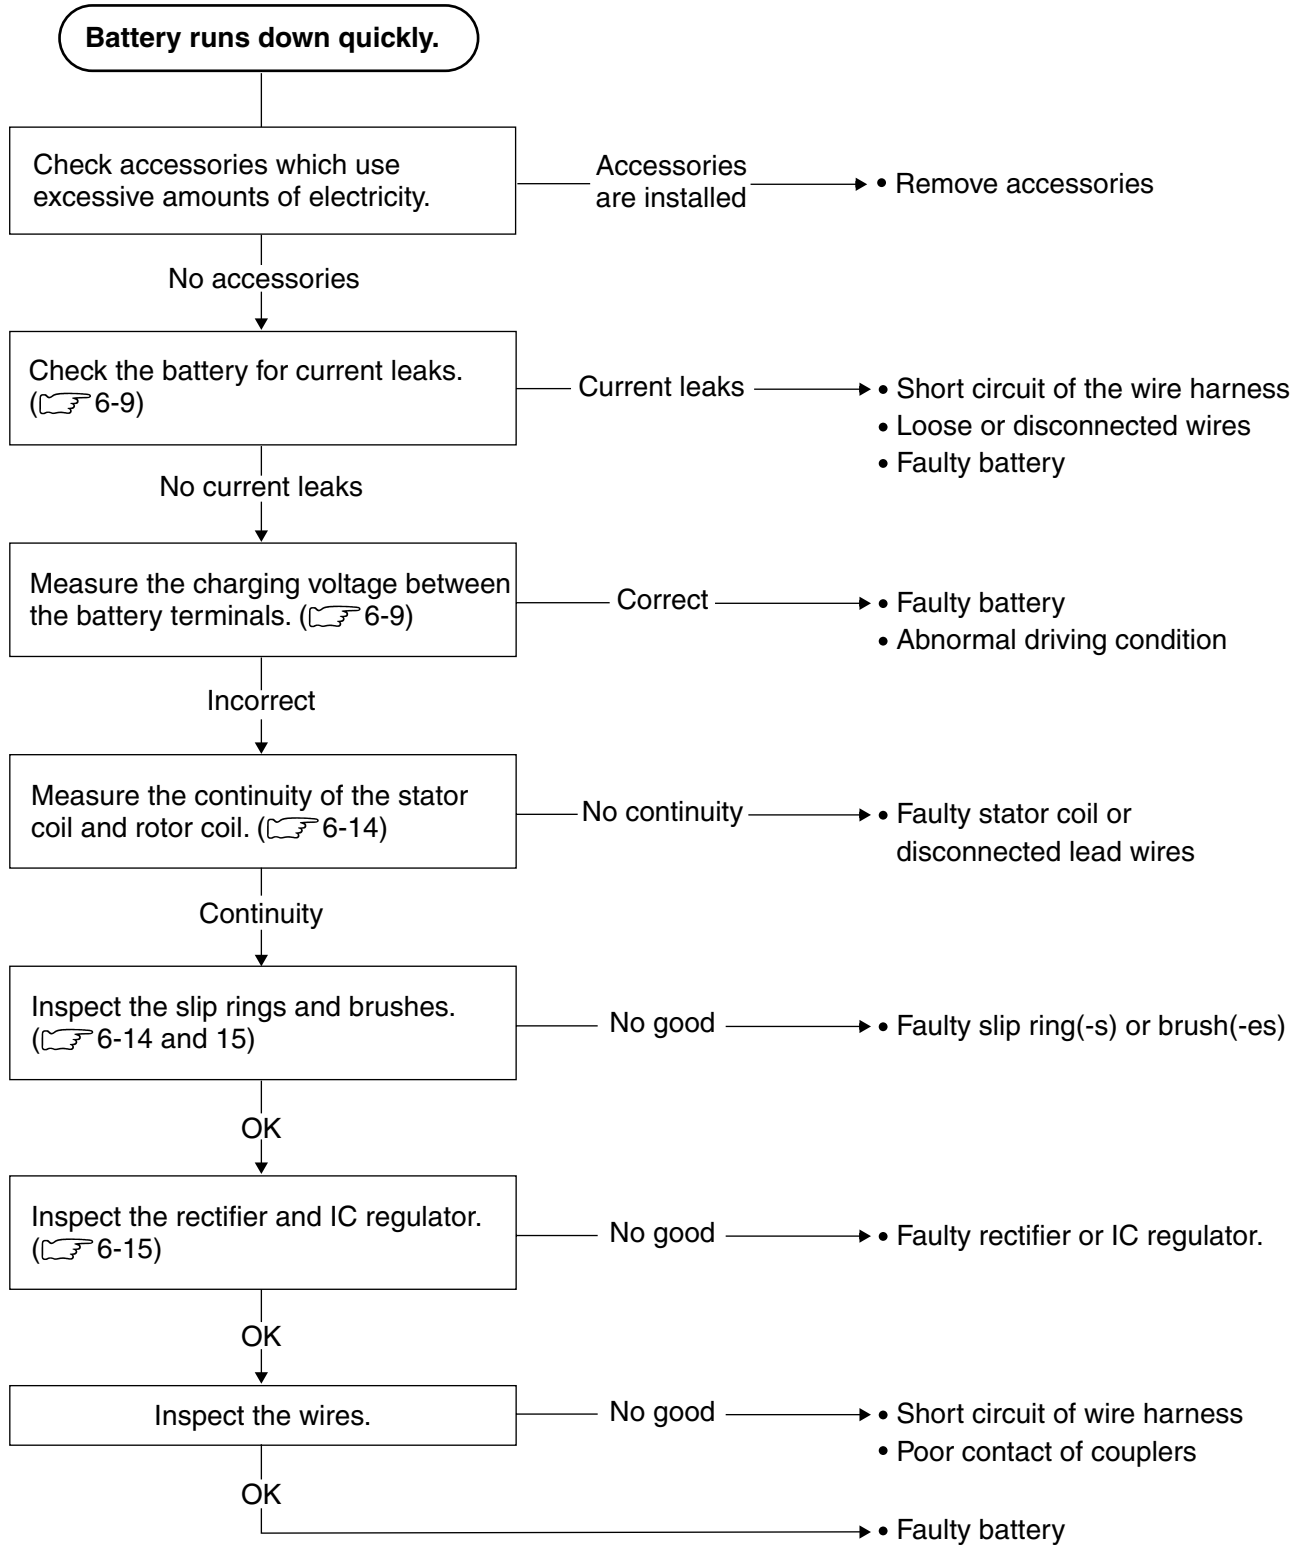 Battery runs down quickly.
Check accessories which use
excessive amounts of electricity.
Accessories
are installed
• Remove accessories
No accessories
Check the battery for current leaks.
( 6-9)
Current leaks
• Short circuit of the wire harness
• Loose or disconnected wires
• Faulty battery
No current leaks
Measure the charging voltage between
the battery terminals. ( 6-9)
Correct
• Faulty battery
• Abnormal driving condition
Incorrect
Measure the continuity of the stator
coil and rotor coil. ( 6-14)
No continuity
• Faulty stator coil or
disconnected lead wires
Continuity
Inspect the slip rings and brushes.
( 6-14 and 15)
No good
• Faulty slip ring(-s) or brush(-es)
OK
Inspect the rectifier and IC regulator.
( 6-15)
No good
• Faulty rectifier or IC regulator.
OK
Inspect the wires.
No good
• Short circuit of wire harness
• Poor contact of couplers
OK
• Faulty battery